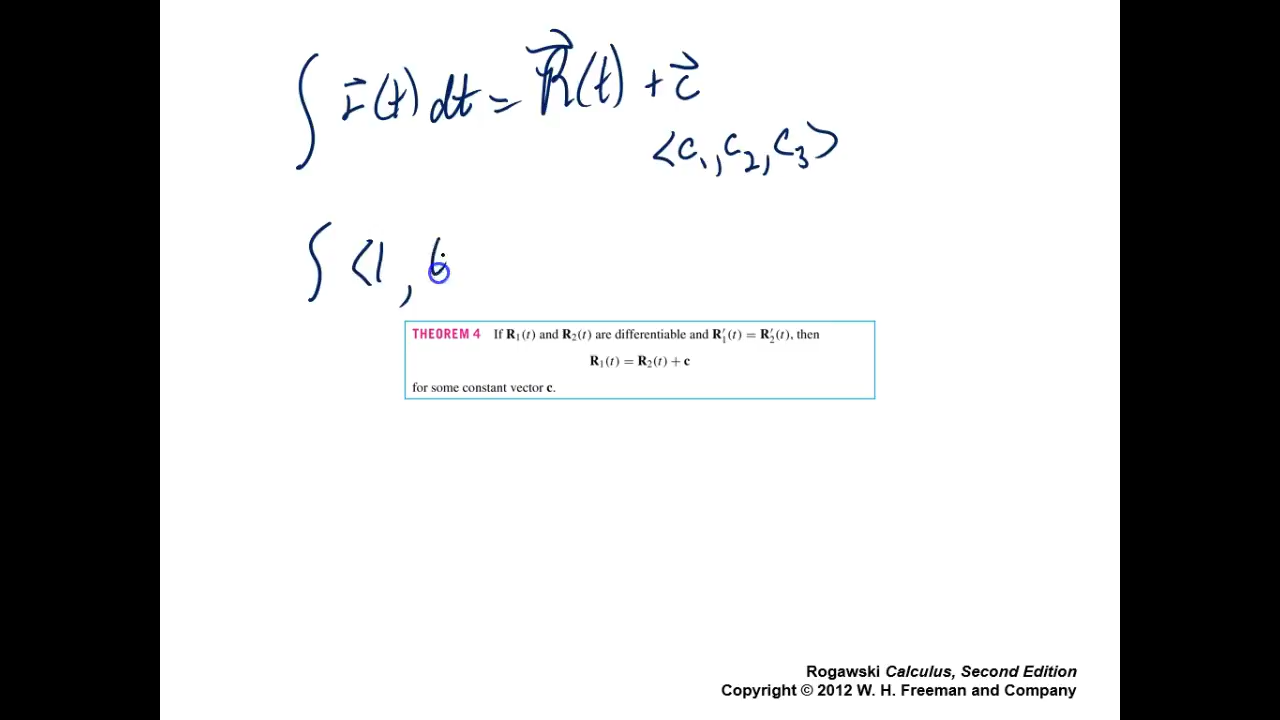 ∫ r⃗(t) dt = R⃗(t) + c⃗
<c₁, c₂, c₃>
∫ <1, 6
THEOREM 4 If R₁(t) and R₂(t) are differentiable and R₁′(t) = R₂′(t), then
R₁(t) = R₂(t) + c
for some constant vector c.
Rogawski Calculus, Second Edition
Copyright © 2012 W. H. Freeman and Company